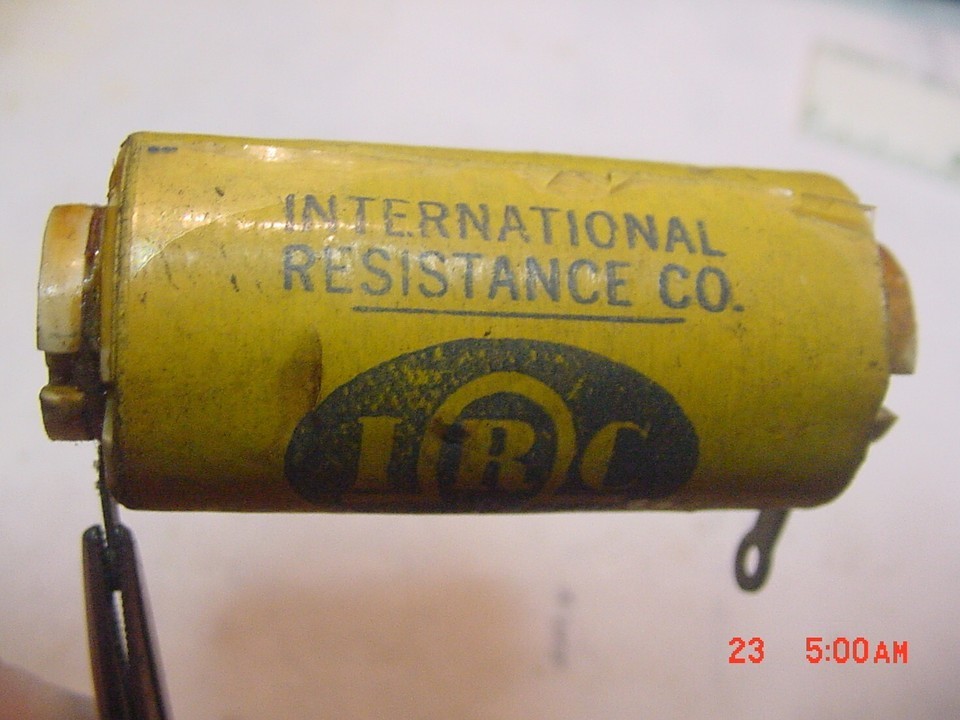 INTERNATIONAL
RESISTANCE CO.
IRC
23 5:00AM